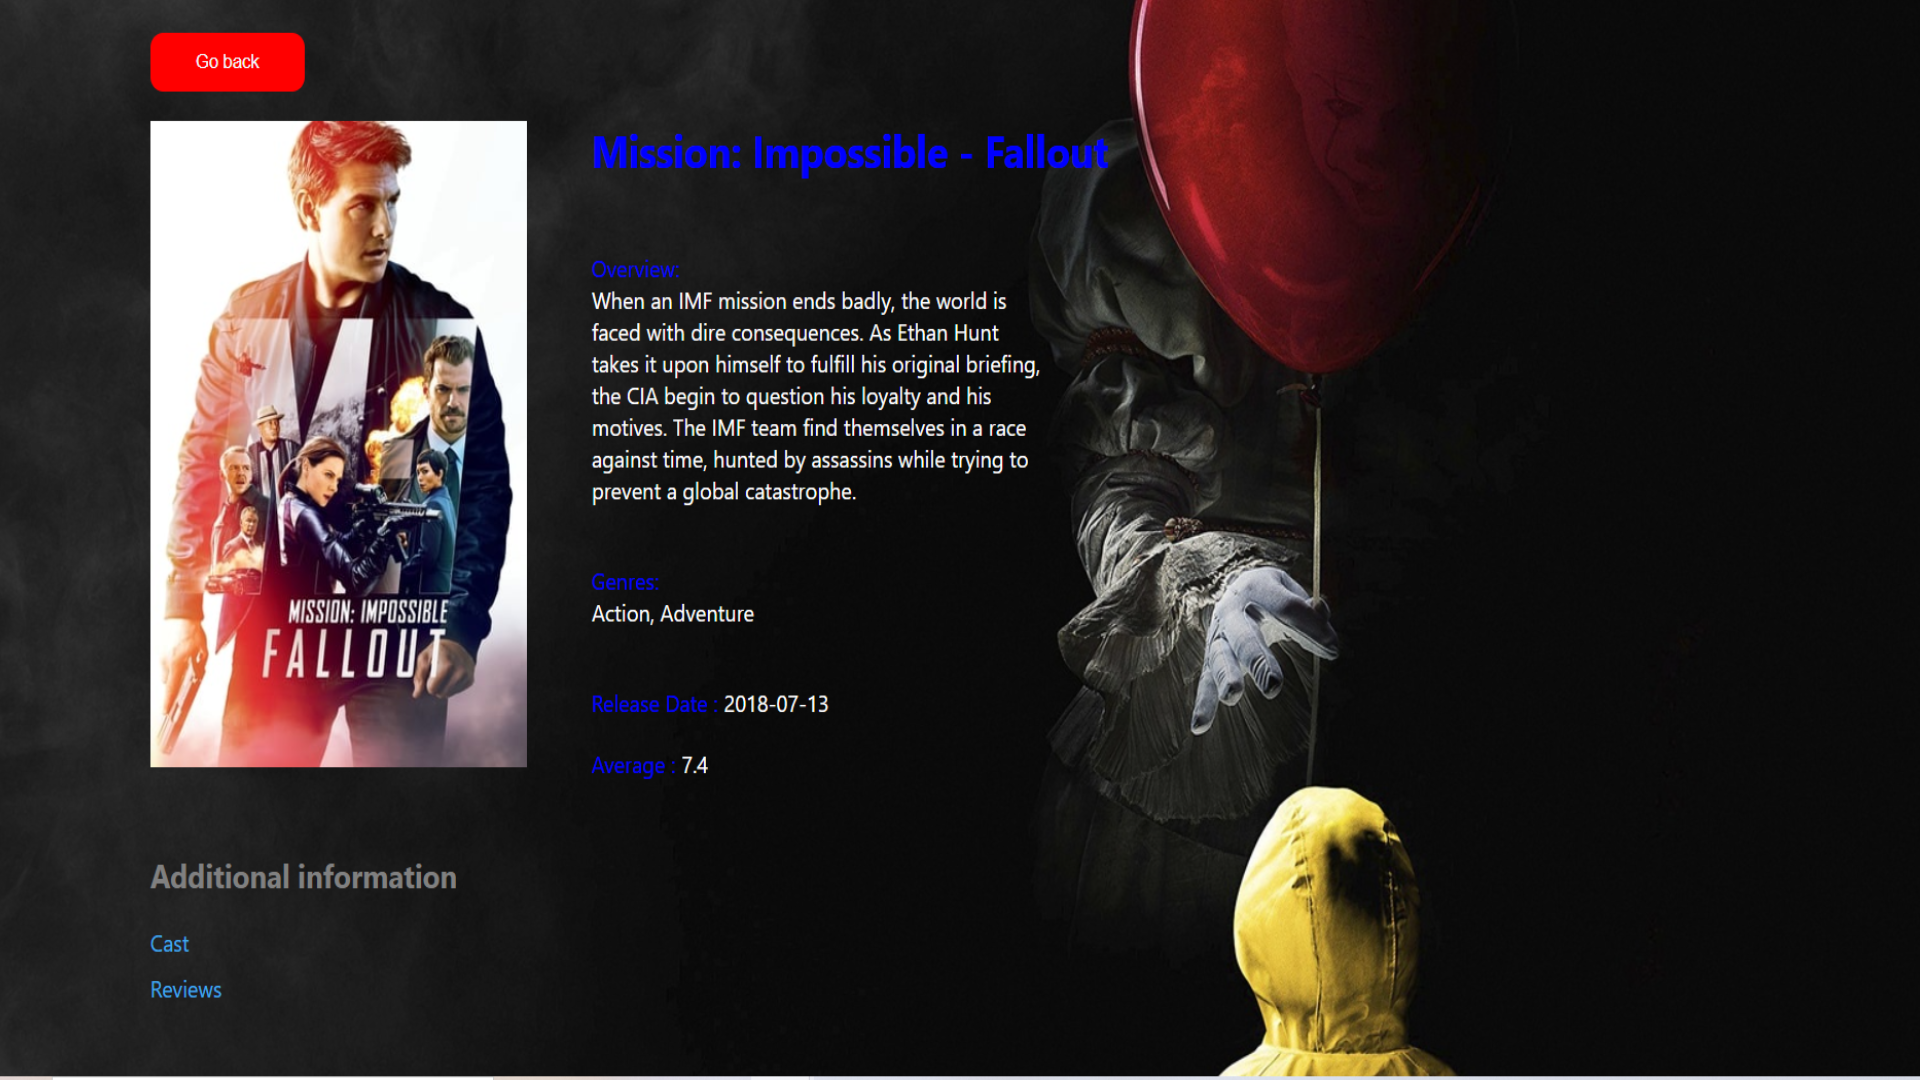 Go back
Mission: Impossible - Fallout
Overview:
When an IMF mission ends badly, the world is
faced with dire consequences. As Ethan Hunt
takes it upon himself to fulfill his original briefing,
the CIA begin to question his loyalty and his
motives. The IMF team find themselves in a race
against time, hunted by assassins while trying to
prevent a global catastrophe.
Genres:
Action, Adventure
Release Date : 2018-07-13
Average : 7.4
MISSION: IMPOSSIBLE
FALLOUT
Additional information
Cast
Reviews